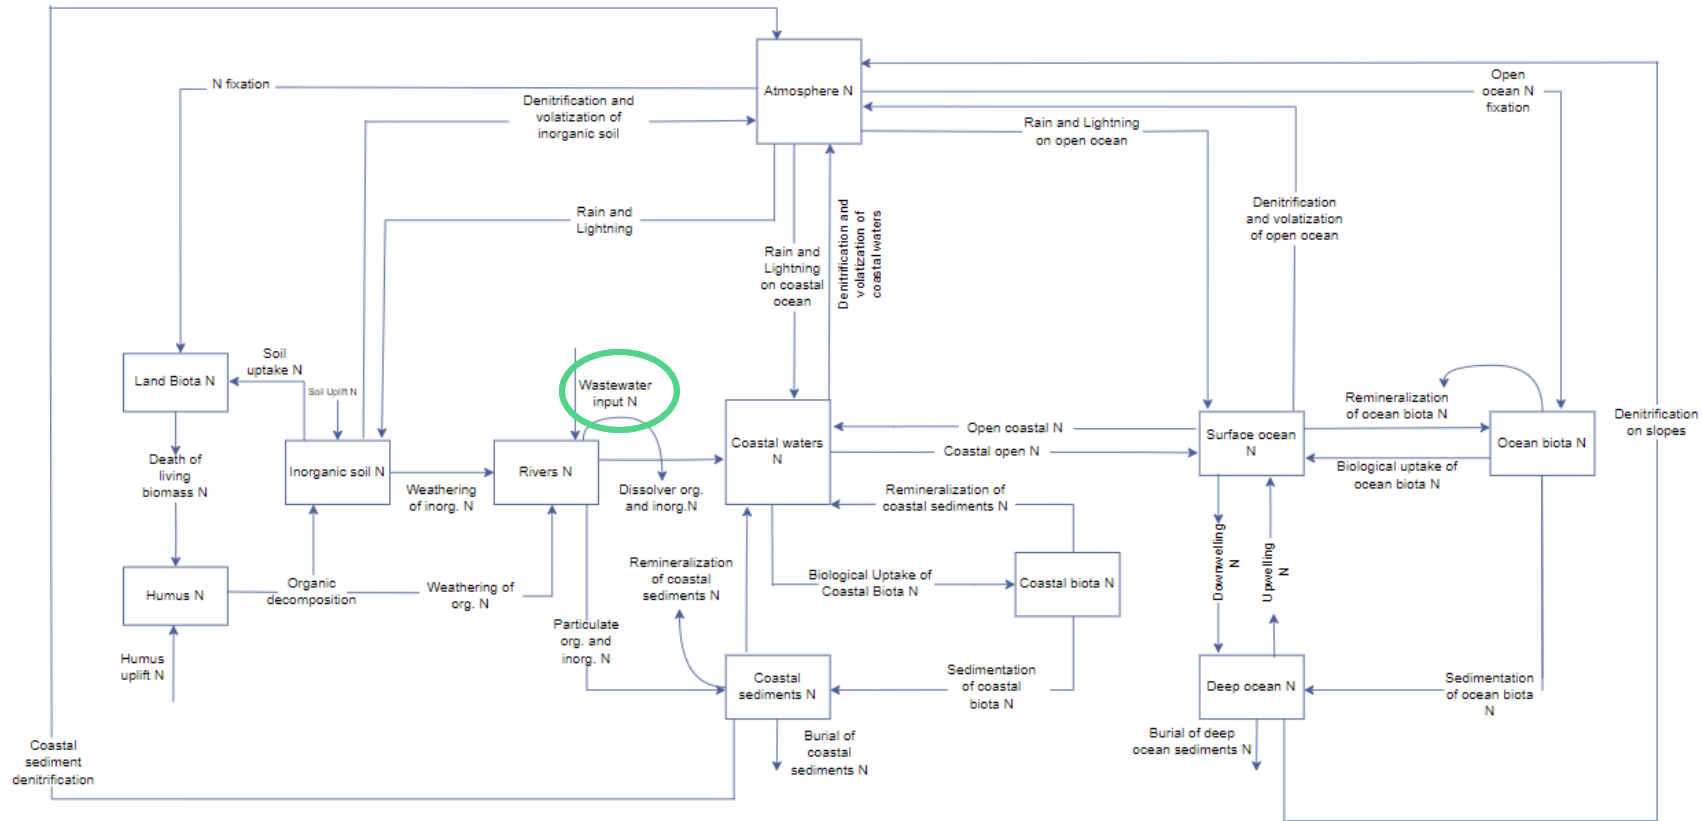 Atmosphere N
N fixation
Denitrification and
volatization of
inorganic soil
Open
ocean N
fixation
Rain and Lightning
on open ocean
Rain and
Lightning
Rain and
Lightning
on coastal
ocean
Denitrification and
volatization of
coastal waters
Denitrification
and volatization
of open ocean
Land Biota N
Soil
uptake N
Soil Uplift N
Wastewater
input N
Death of
living
biomass N
Inorganic soil N
Weathering
of inorg. N
Rivers N
Dissolver org.
and inorg.N
Coastal waters
N
Open coastal N
Coastal open N
Surface ocean
N
Remineralization
of ocean biota N
Ocean biota N
Biological uptake of
ocean biota N
Denitrification
on slopes
Remineralization of
coastal sediments N
Humus N
Organic
decomposition
Weathering of
org. N
Remineralization
of coastal
sediments N
Biological Uptake of
Coastal Biota N
Coastal biota N
Downwelling
N
Upwelling
N
Humus
uplift N
Particulate
org. and
inorg. N
Coastal
sediments N
Sedimentation
of coastal
biota N
Deep ocean N
Sedimentation
of ocean biota
N
Coastal
sediment
denitrification
Burial of
coastal
sediments N
Burial of deep
ocean sediments N